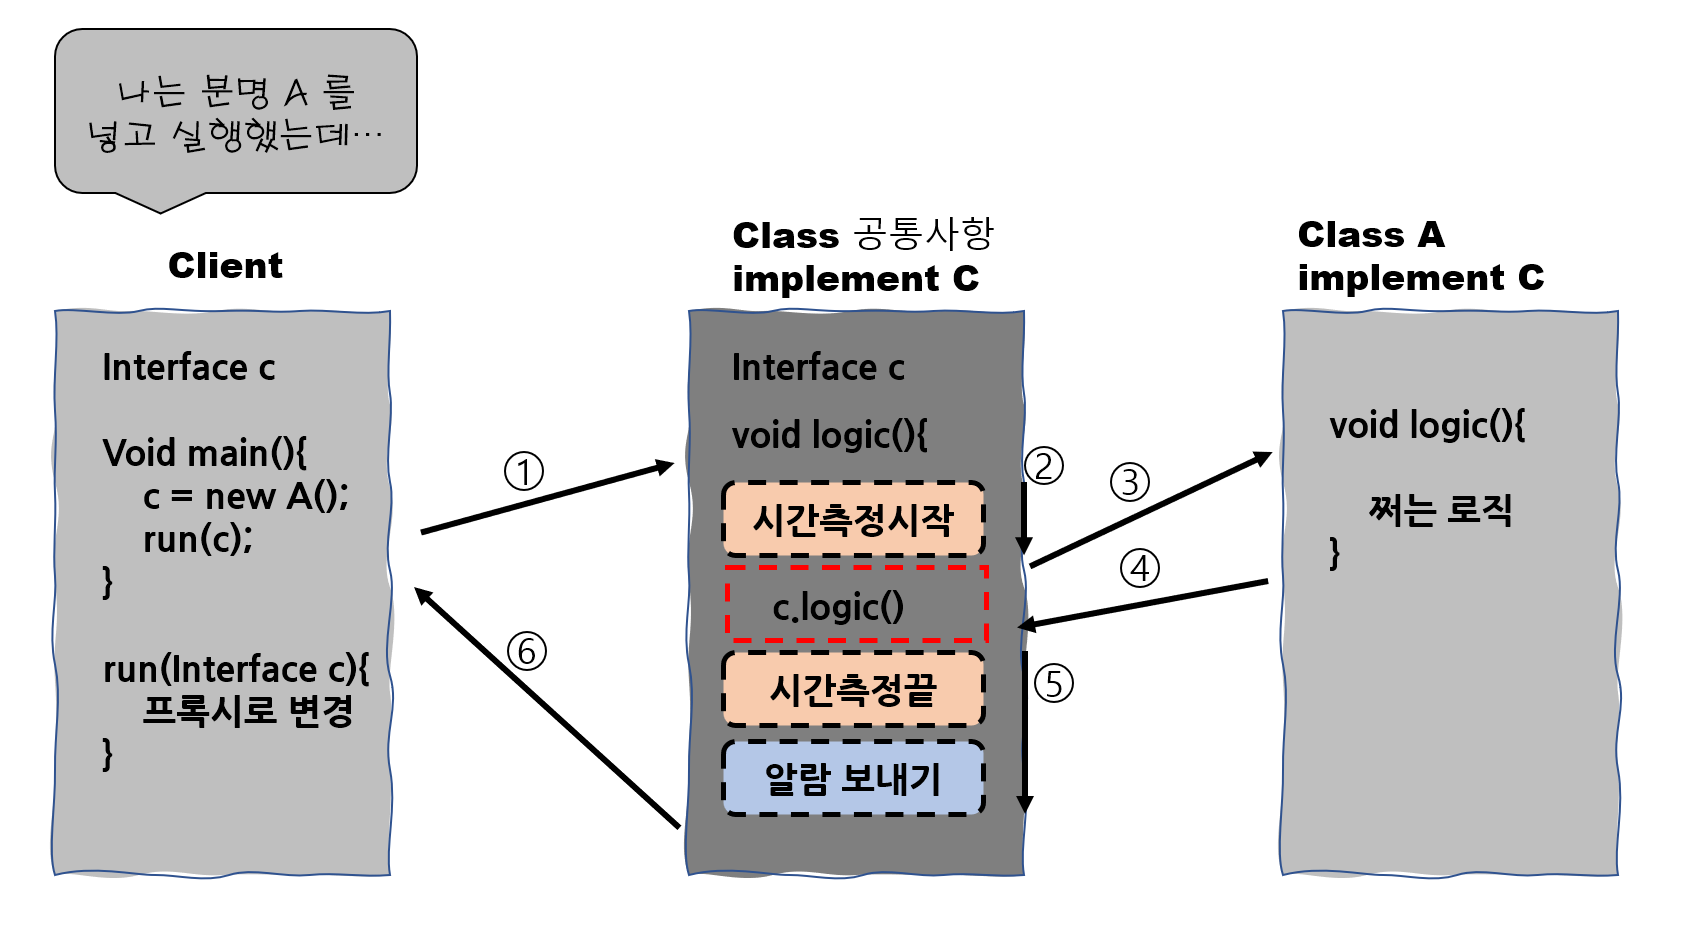 나는 분명 A 를
넣고 실행했는데...
Client
Interface c
Void main(){
c = new A();
run(c);
}
run(Interface c){
프록시로 변경
}
①
⑥
Class 공통사항
implement C
Interface c
void logic(){
시간측정시작
c.logic()
시간측정끝
알람 보내기
②
③
④
⑤
Class A
implement C
void logic(){
쩌는 로직
}